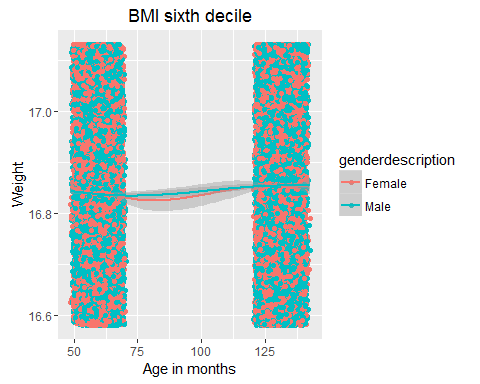 BMI sixth decile
Weight
17.0
16.8
16.6
50
75
100
125
Age in months
genderdescription
Female
Male